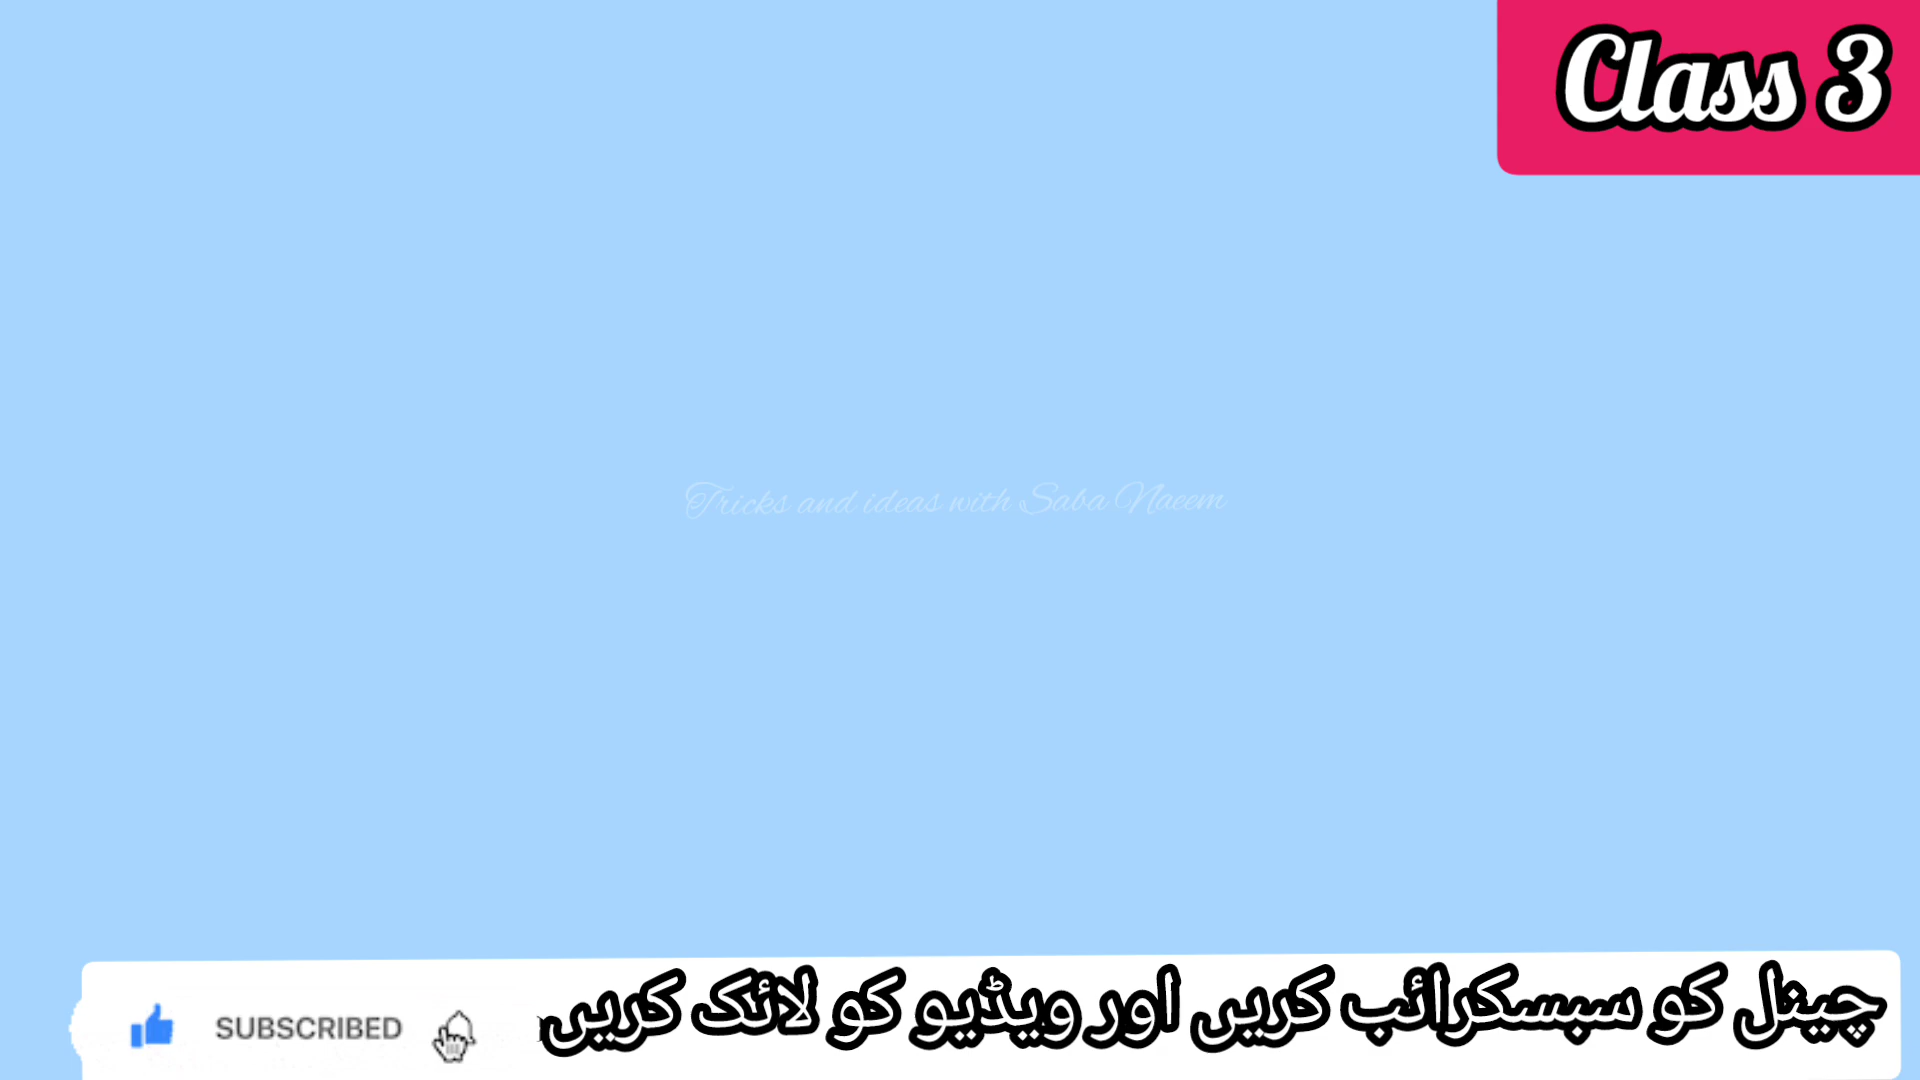 Class 3
Tricks and ideas with Saba Naeem
چینل کو سبسکرائب کریں اور ویڈیو کو لائک کریں
SUBSCRIBED